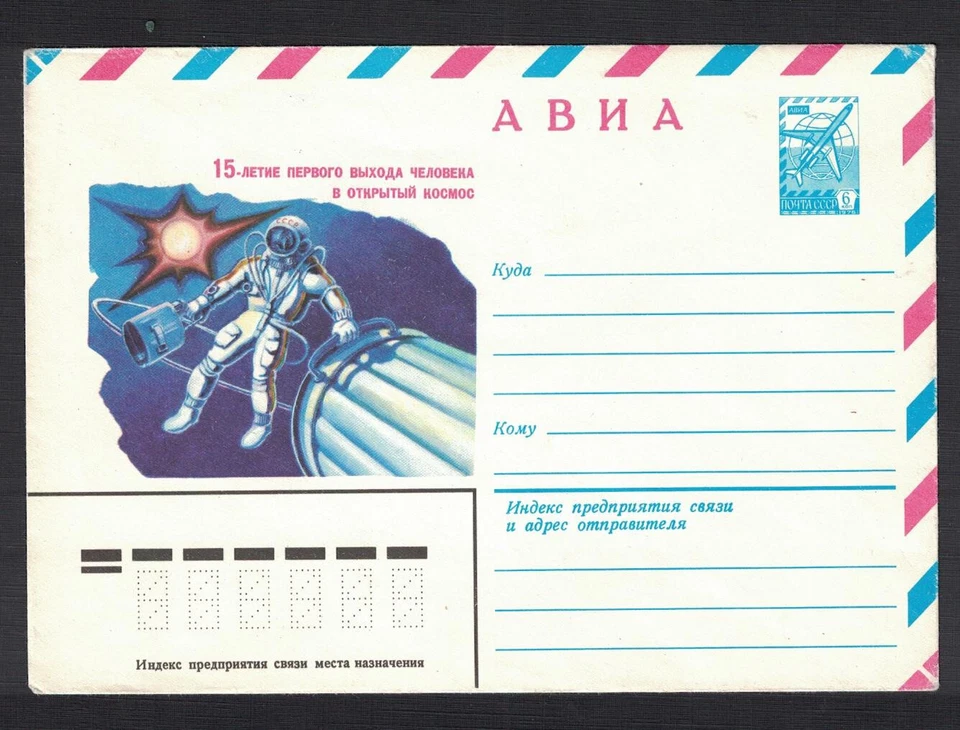 АВИА
АВИА
ПОЧТА СССР
6
КОП
15-ЛЕТИЕ ПЕРВОГО ВЫХОДА ЧЕЛОВЕКА
В ОТКРЫТЫЙ КОСМОС
СССР
Куда
Кому
Индекс предприятия связи
и адрес отправителя
Индекс предприятия связи места назначения